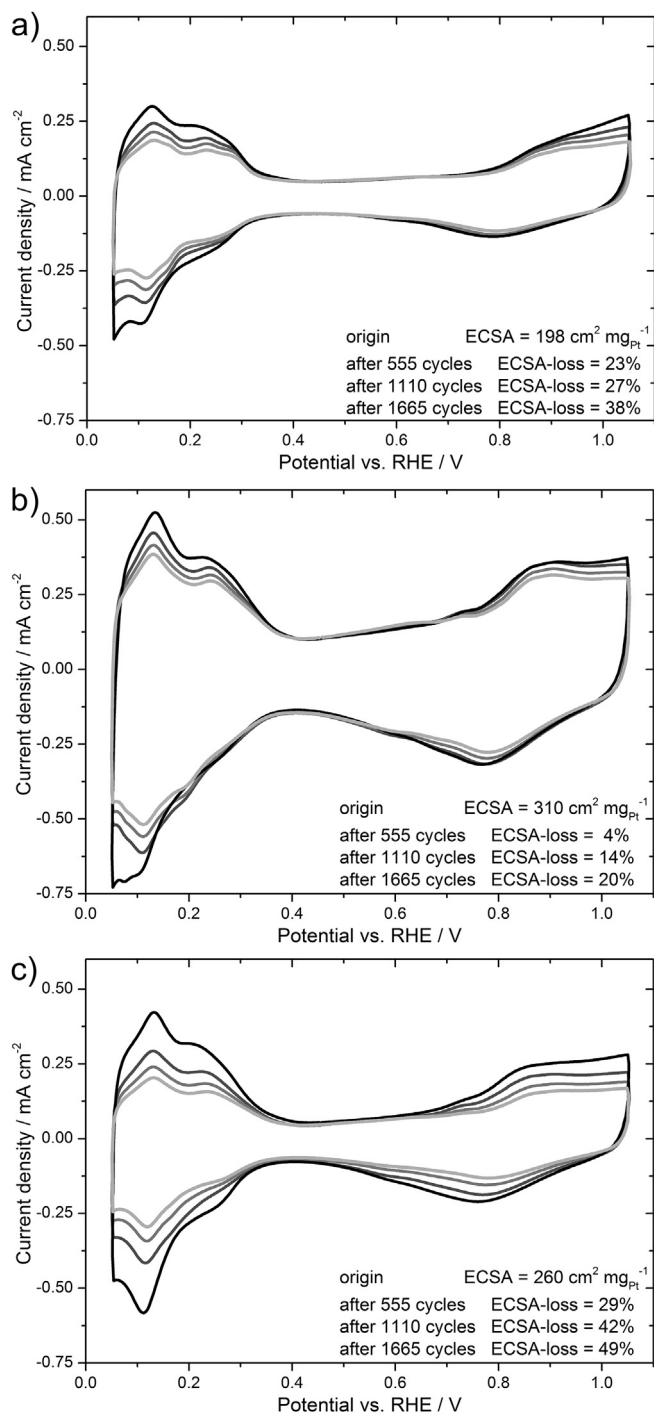 a)
0.50
0.25
0.00
-0.25
-0.50
-0.75
Current density / mA cm⁻²
origin ECSA = 198 cm² mgPt⁻¹
after 555 cycles ECSA-loss = 23%
after 1110 cycles ECSA-loss = 27%
after 1665 cycles ECSA-loss = 38%
0.0 0.2 0.4 0.6 0.8 1.0
Potential vs. RHE / V
b)
0.50
0.25
0.00
-0.25
-0.50
-0.75
Current density / mA cm⁻²
origin ECSA = 310 cm² mgPt⁻¹
after 555 cycles ECSA-loss = 4%
after 1110 cycles ECSA-loss = 14%
after 1665 cycles ECSA-loss = 20%
0.0 0.2 0.4 0.6 0.8 1.0
Potential vs. RHE / V
c)
0.50
0.25
0.00
-0.25
-0.50
-0.75
Current density / mA cm⁻²
origin ECSA = 260 cm² mgPt⁻¹
after 555 cycles ECSA-loss = 29%
after 1110 cycles ECSA-loss = 42%
after 1665 cycles ECSA-loss = 49%
0.0 0.2 0.4 0.6 0.8 1.0
Potential vs. RHE / V